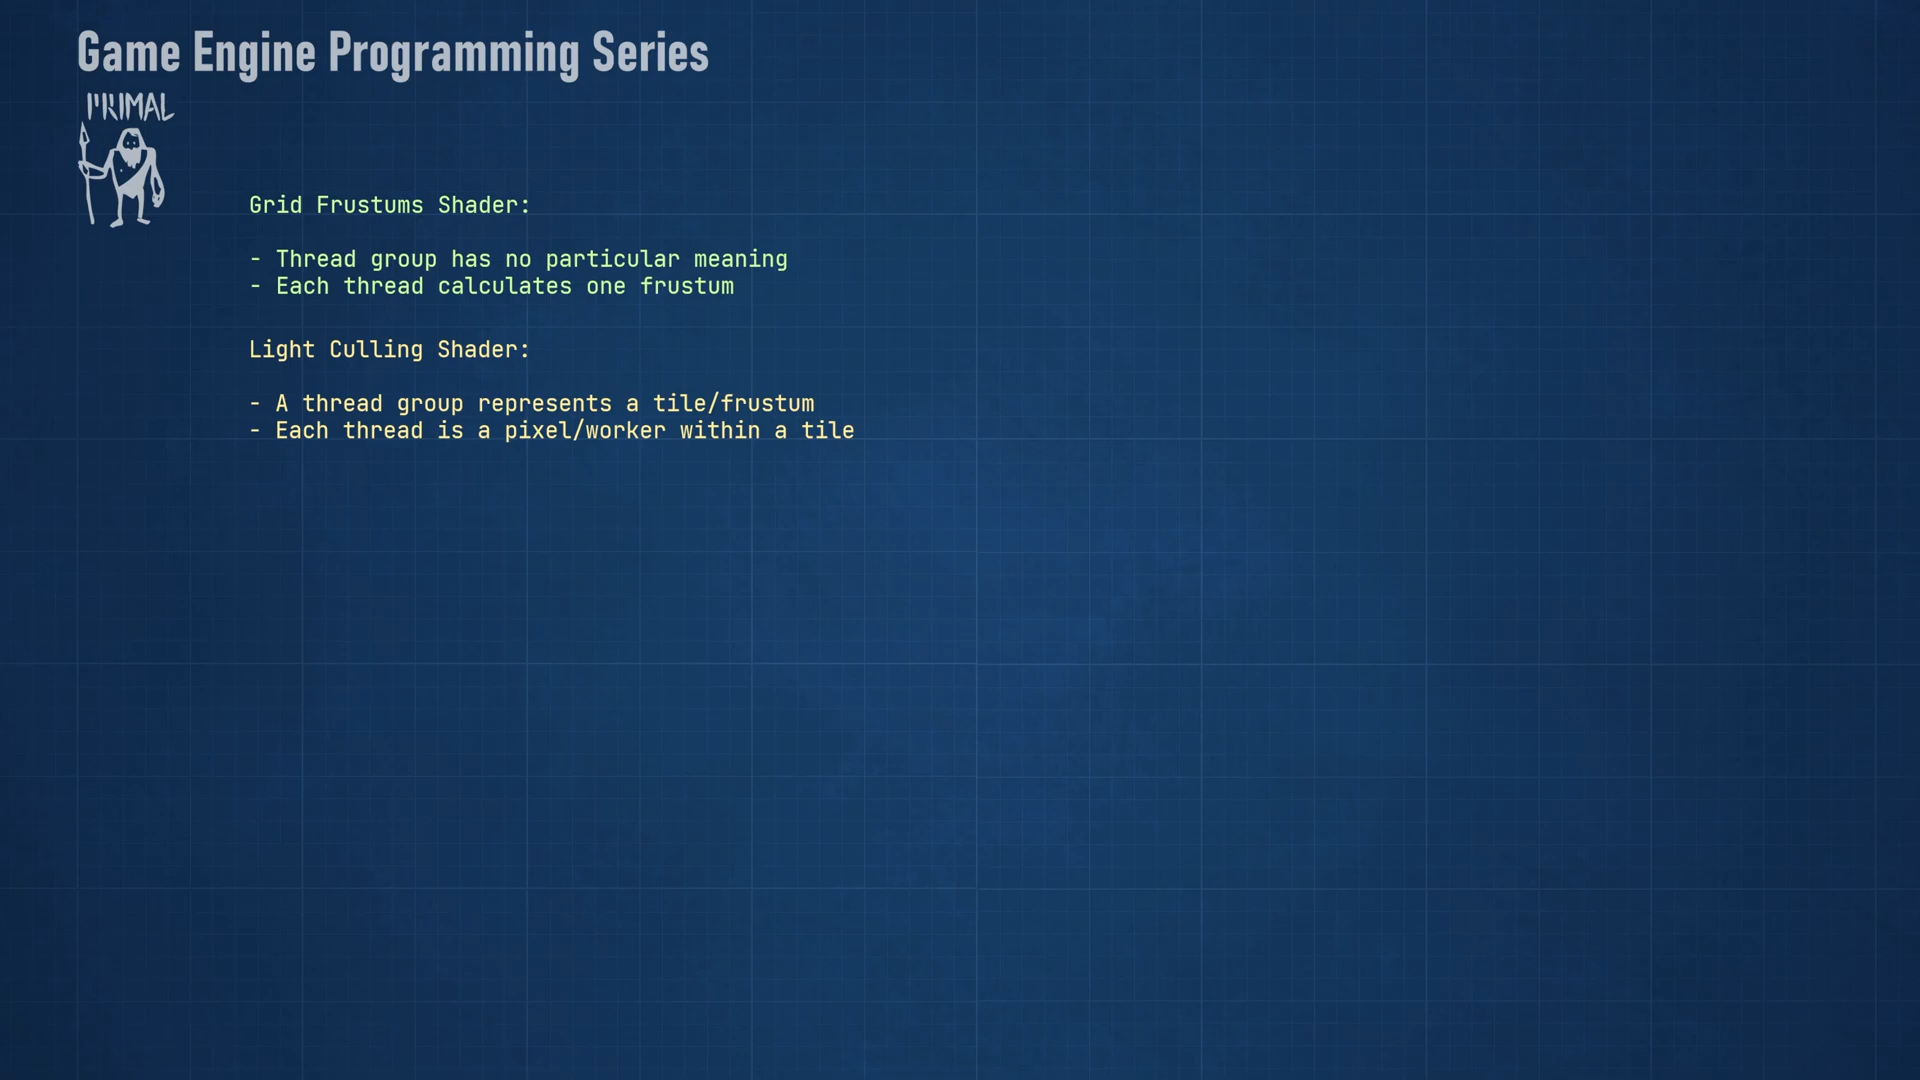 Game Engine Programming Series
PRIMAL
Grid Frustums Shader:
- Thread group has no particular meaning
- Each thread calculates one frustum
Light Culling Shader:
- A thread group represents a tile/frustum
- Each thread is a pixel/worker within a tile